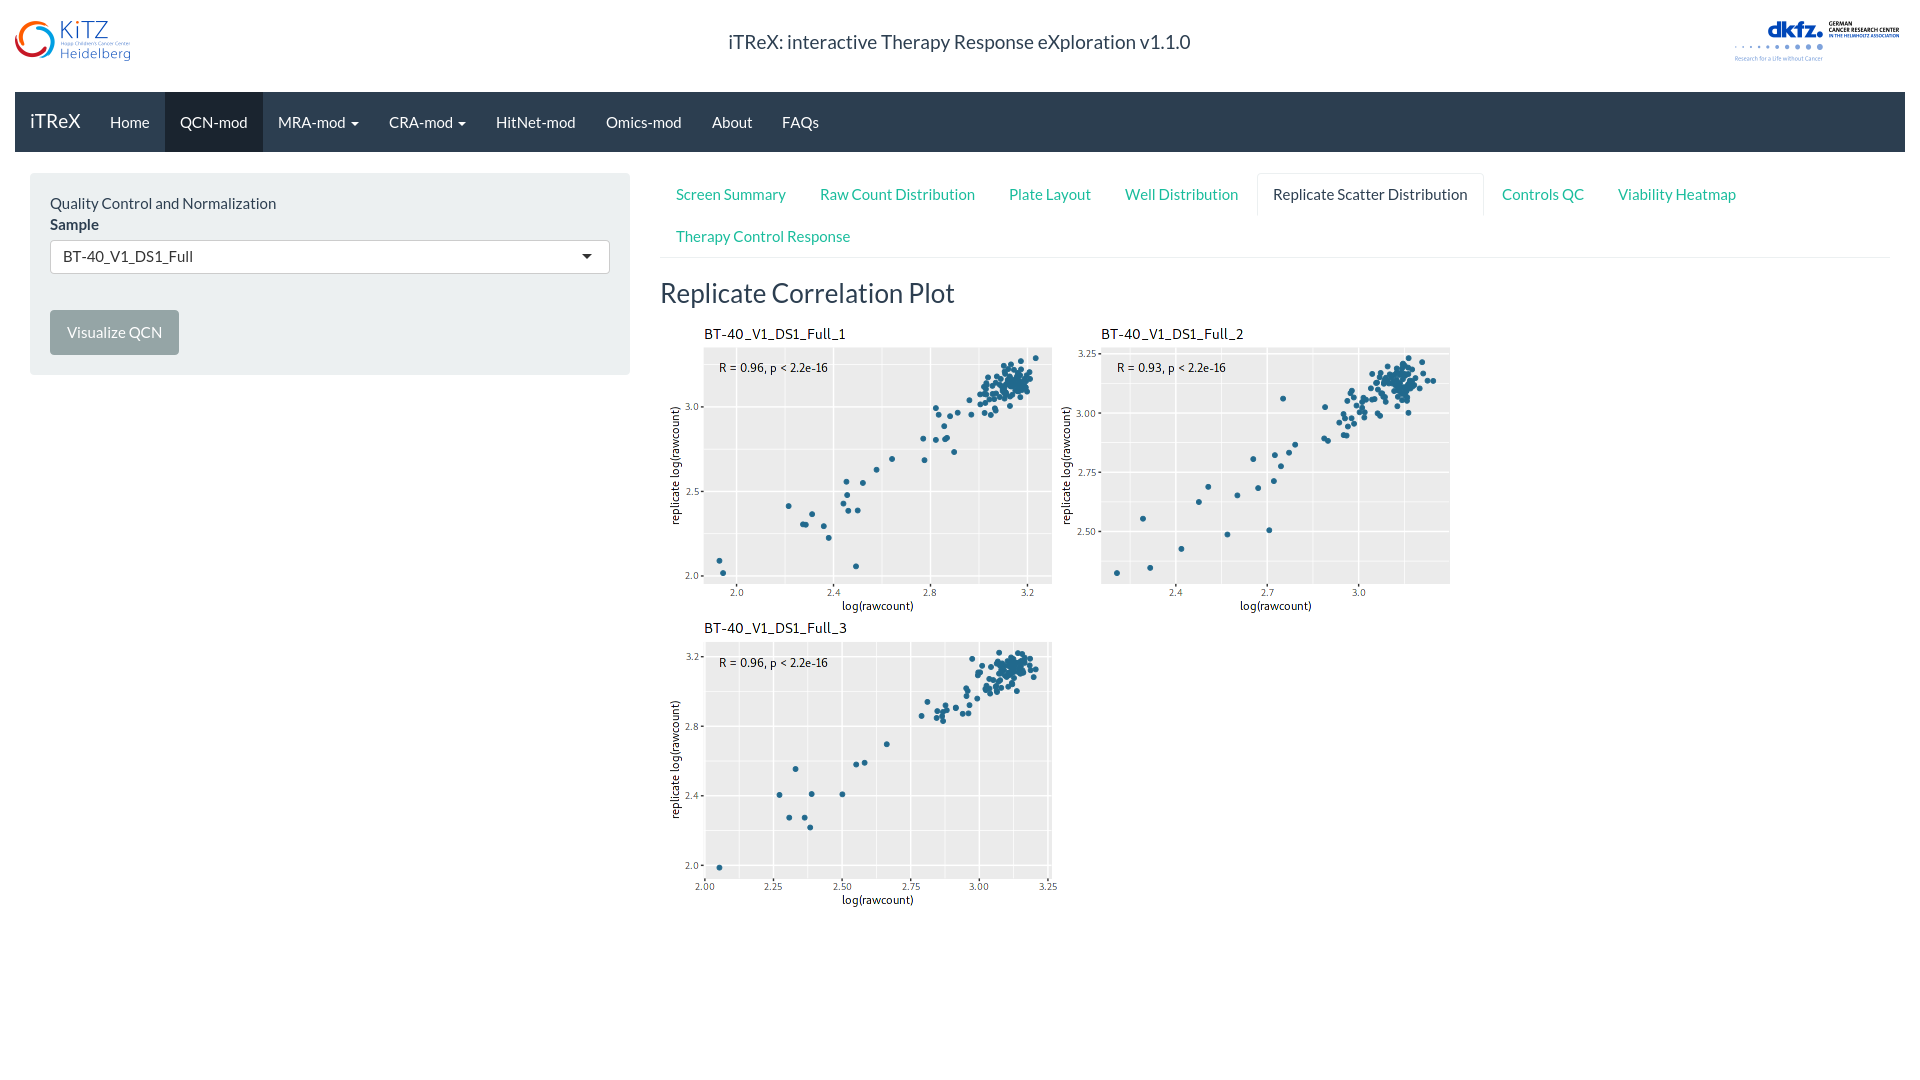 KiTZ
Hopp Children's Cancer Center
Heidelberg
iTReX: interactive Therapy Response eXploration v1.1.0
dkfz.
GERMAN
CANCER RESEARCH CENTER
IN THE HELMHOLTZ ASSOCIATION
Research for a Life without Cancer
iTReX Home QCN-mod MRA-mod CRA-mod HitNet-mod Omics-mod About FAQs
Quality Control and Normalization
Sample
BT-40_V1_DS1_Full
Visualize QCN
Screen Summary Raw Count Distribution Plate Layout Well Distribution Replicate Scatter Distribution Controls QC Viability Heatmap
Therapy Control Response
Replicate Correlation Plot
BT-40_V1_DS1_Full_1
R = 0.96, p < 2.2e-16
replicate log(rawcount)
3.0
2.5
2.0
2.0 2.4 2.8 3.2
log(rawcount)
BT-40_V1_DS1_Full_2
R = 0.93, p < 2.2e-16
replicate log(rawcount)
3.25
3.00
2.75
2.50
2.4 2.7 3.0
log(rawcount)
BT-40_V1_DS1_Full_3
R = 0.96, p < 2.2e-16
replicate log(rawcount)
3.2
2.8
2.4
2.0
2.00 2.25 2.50 2.75 3.00 3.25
log(rawcount)